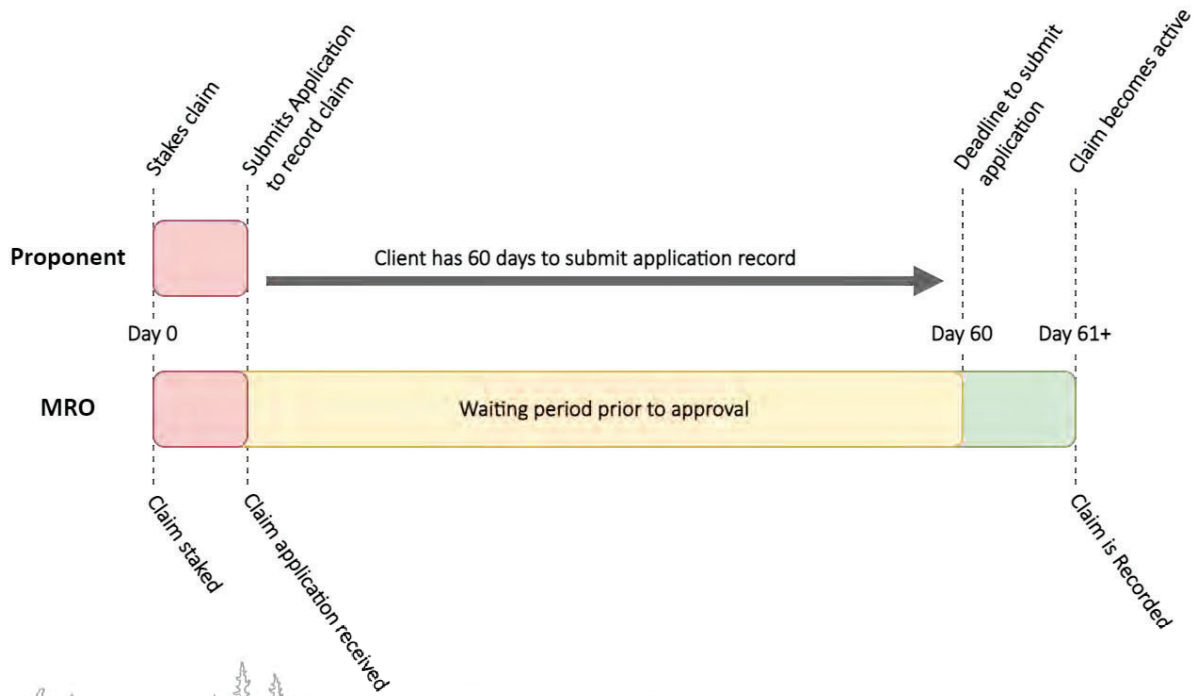 Stakes claim
Submits Application
to record claim
Deadline to submit
application
Claim becomes active
Proponent
Client has 60 days to submit application record
Day 0
Day 60
Day 61+
MRO
Waiting period prior to approval
Claim staked
Claim application received
Claim is Recorded